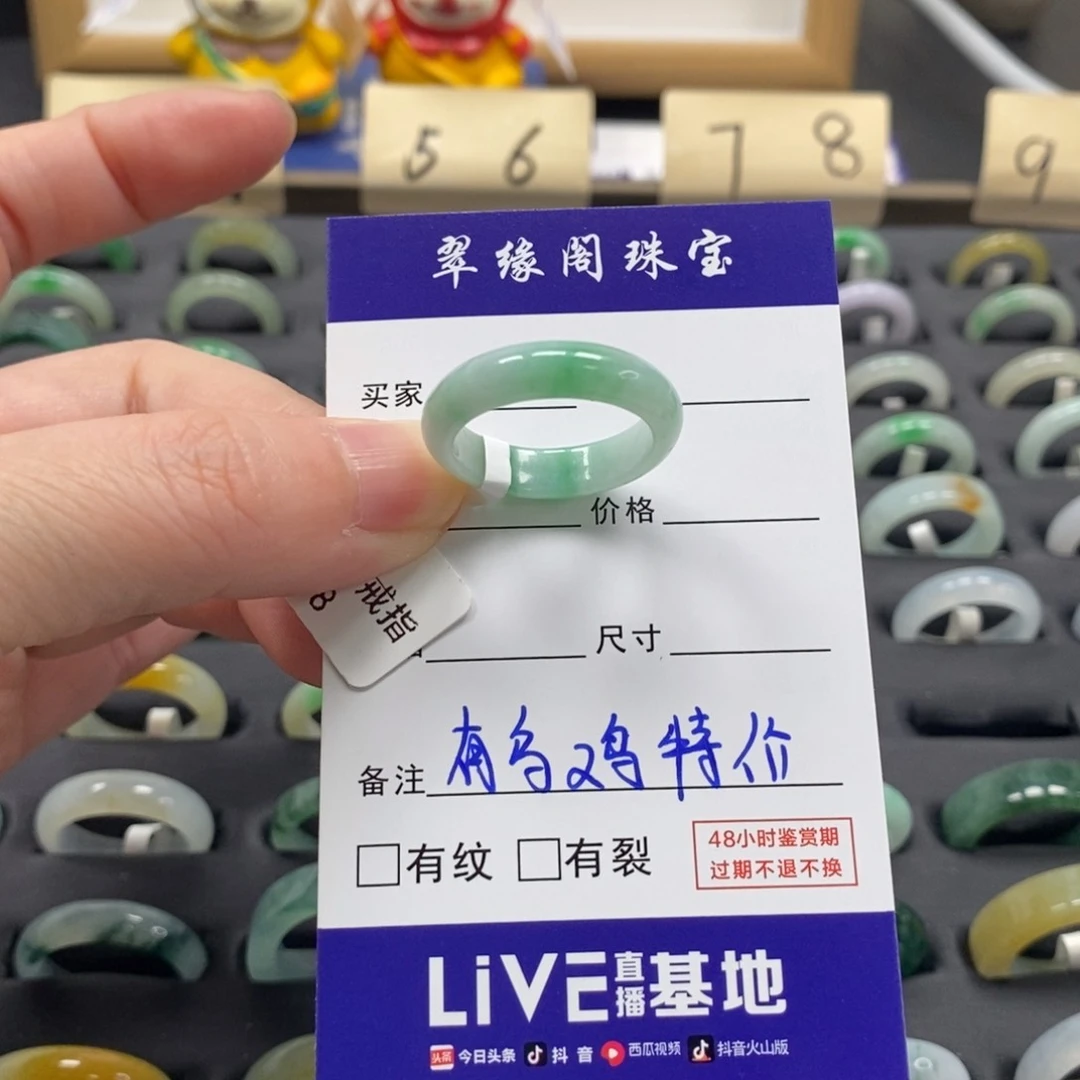 5 6
7 8
9
翠缘阁珠宝
买家
价格
戒指
8
尺寸
备注 有乌鸡特价
有纹 有裂
48小时鉴赏期
过期不退不换
LiVE直播基地
头条 今日头条 抖音 西瓜视频 抖音火山版